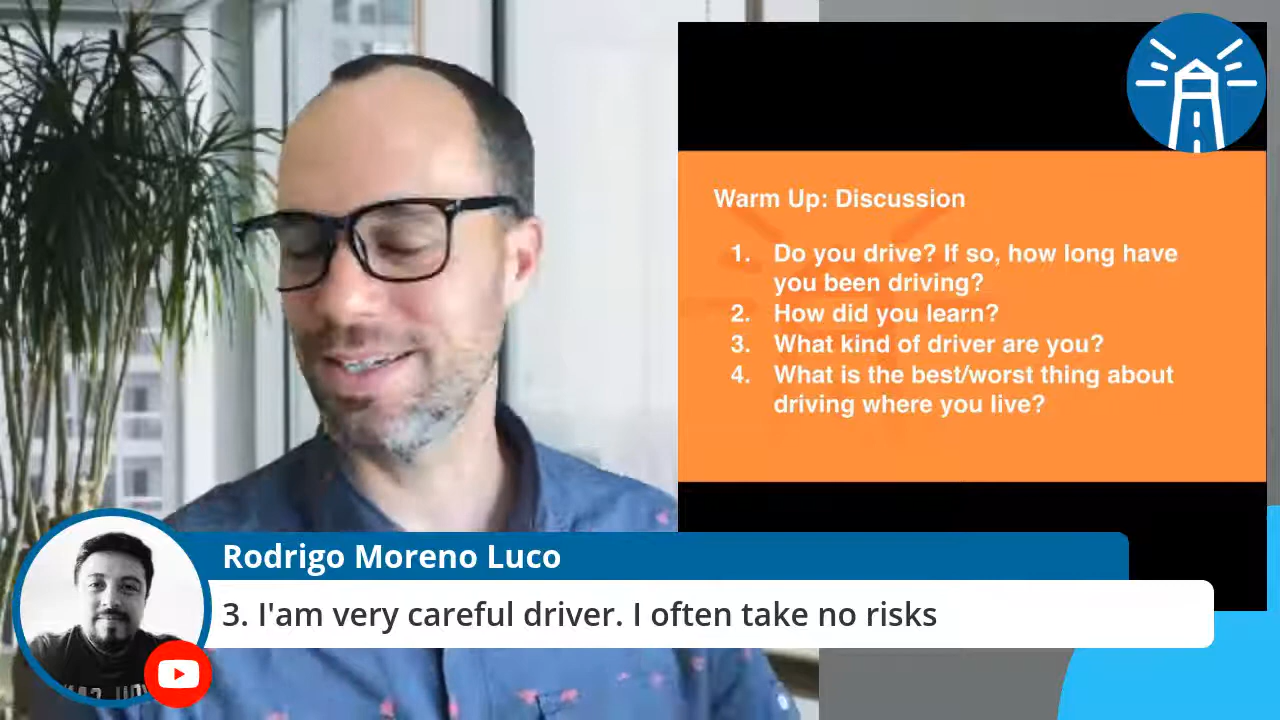 Warm Up: Discussion
1. Do you drive? If so, how long have
you been driving?
2. How did you learn?
3. What kind of driver are you?
4. What is the best/worst thing about
driving where you live?
Rodrigo Moreno Luco
3. I'am very careful driver. I often take no risks